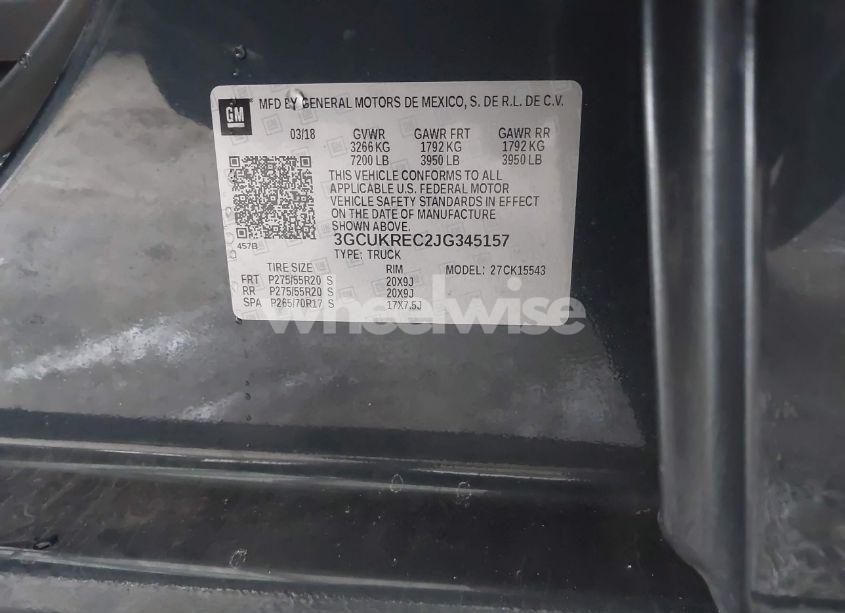 GM
MFD BY GENERAL MOTORS DE MEXICO, S. DE R.L. DE C.V.
03/18 GVWR GAWR FRT GAWR RR
3266 KG 1792 KG 1792 KG
7200 LB 3950 LB 3950 LB
THIS VEHICLE CONFORMS TO ALL
APPLICABLE U.S. FEDERAL MOTOR
VEHICLE SAFETY STANDARDS IN EFFECT
ON THE DATE OF MANUFACTURE
SHOWN ABOVE.
457B
3GCUKREC2JG345157
TYPE: TRUCK
TIRE SIZE RIM MODEL: 27CK15543
FRT P275/55R20 S 20X9J
RR P275/55R20 S 20X9J
SPA P265/70R17 S 17X7.5J
wheelwise